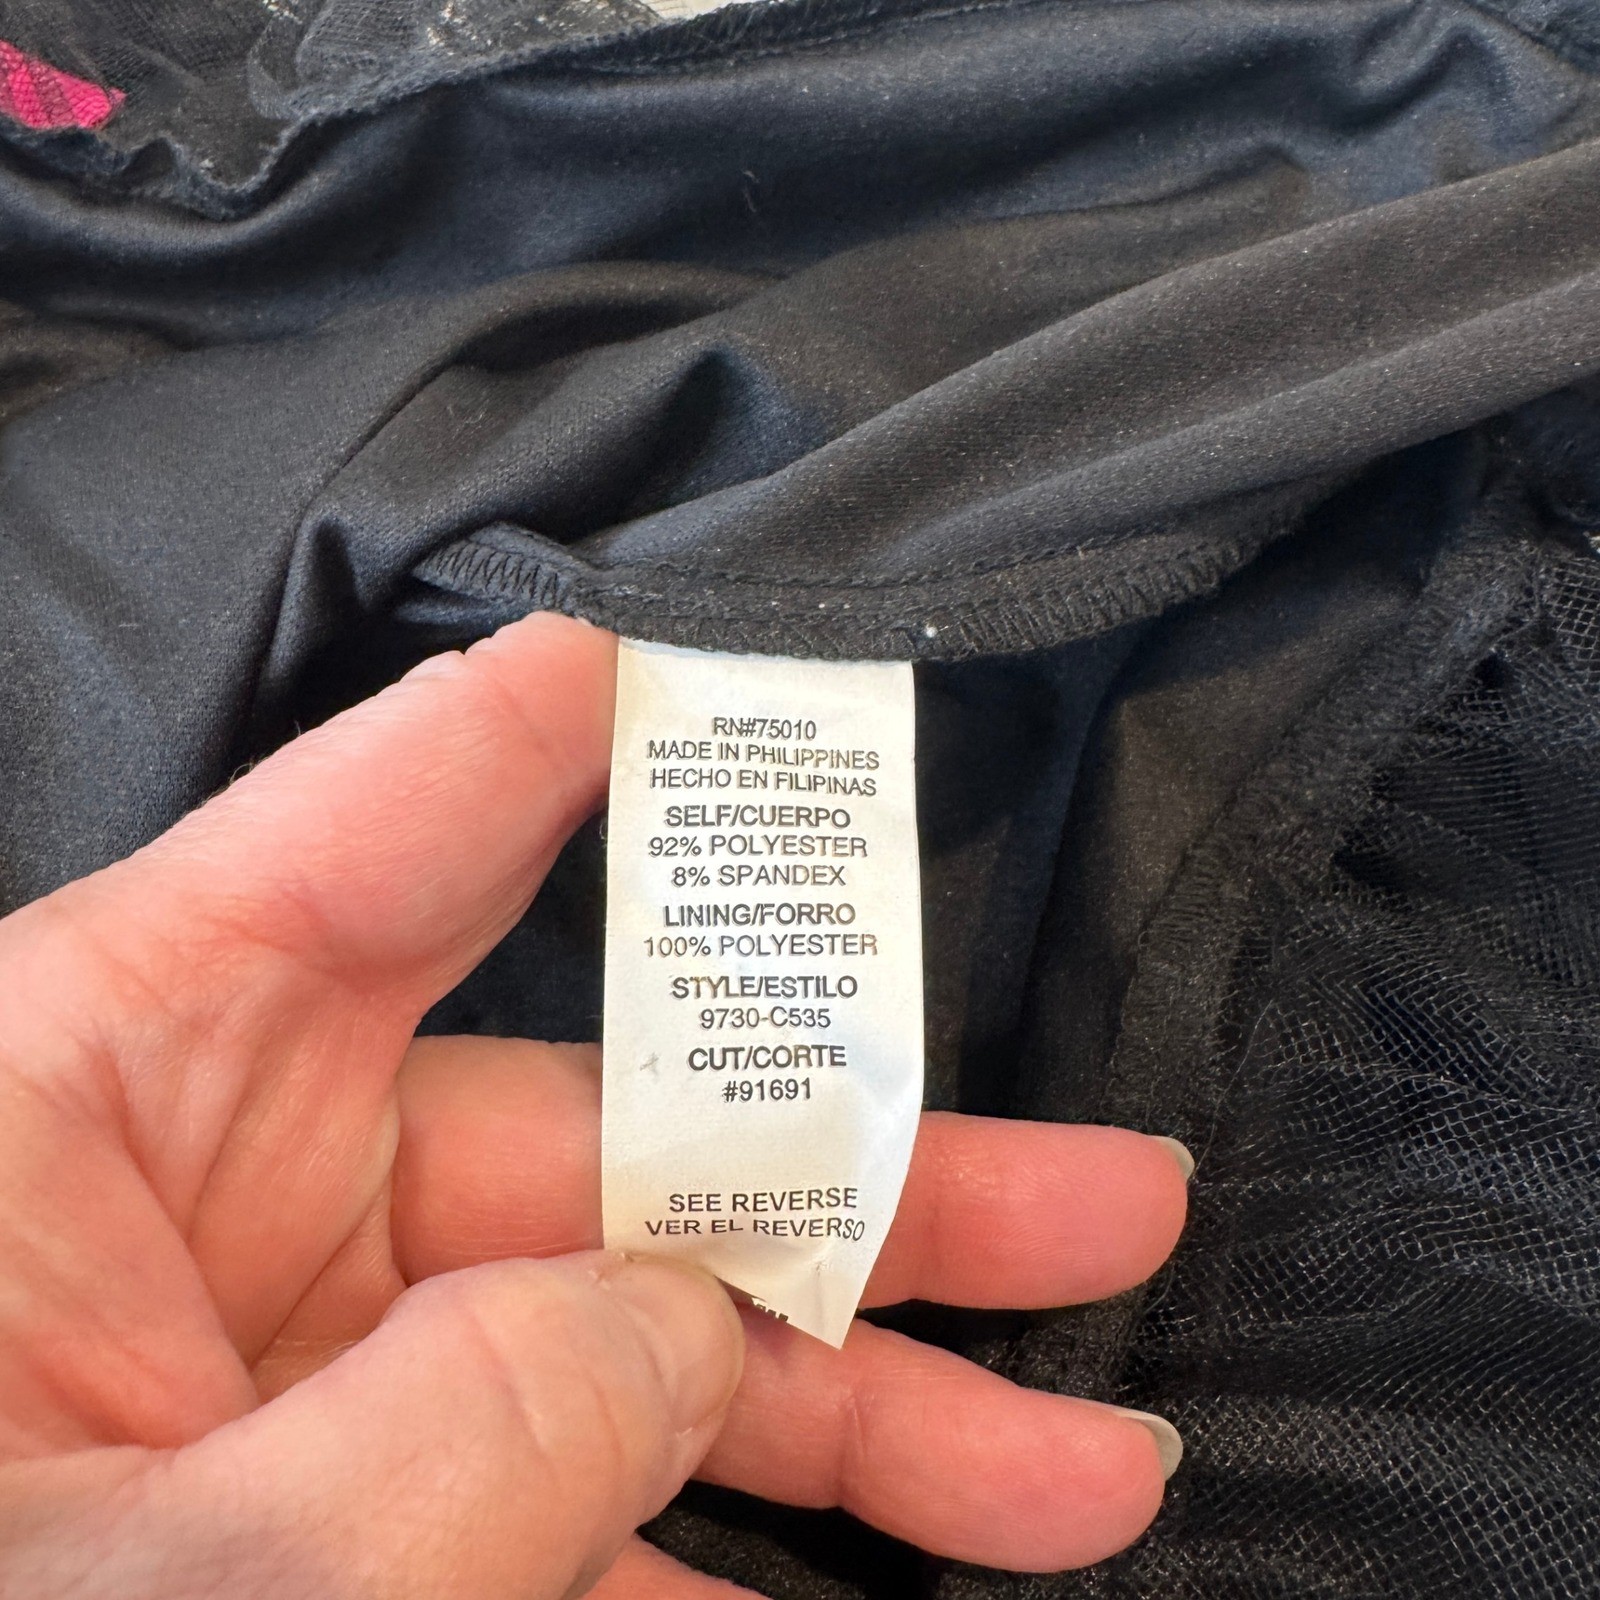 RN#75010
MADE IN PHILIPPINES
HECHO EN FILIPINAS
SELF/CUERPO
92% POLYESTER
8% SPANDEX
LINING/FORRO
100% POLYESTER
STYLE/ESTILO
9730-C535
CUT/CORTE
#91691
SEE REVERSE
VER EL REVERSO